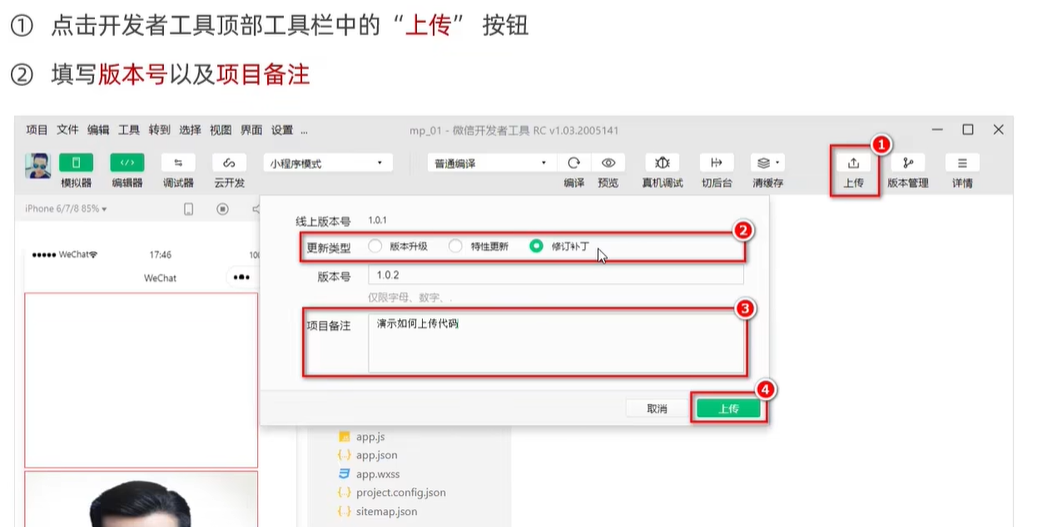 ① 点击开发者工具顶部工具栏中的“上传” 按钮
② 填写版本号以及项目备注
项目 文件 编辑 工具 转到 选择 视图 界面 设置 ... mp_01 - 微信开发者工具 RC v1.03.2005141
小程序模式 普通编译
模拟器 编辑器 调试器 云开发 编译 预览 真机调试 切后台 清缓存 上传 版本管理 详情
1
iPhone 6/7/8 85%
WeChat 17:46 10
WeChat
线上版本号 1.0.1
更新类型 版本升级 特性更新 修订补丁
2
版本号 1.0.2
仅限字母、数字、.
项目备注 演示如何上传代码
3
取消 上传
4
app.js
{..} app.json
app.wxss
{..} project.config.json
{..} sitemap.json